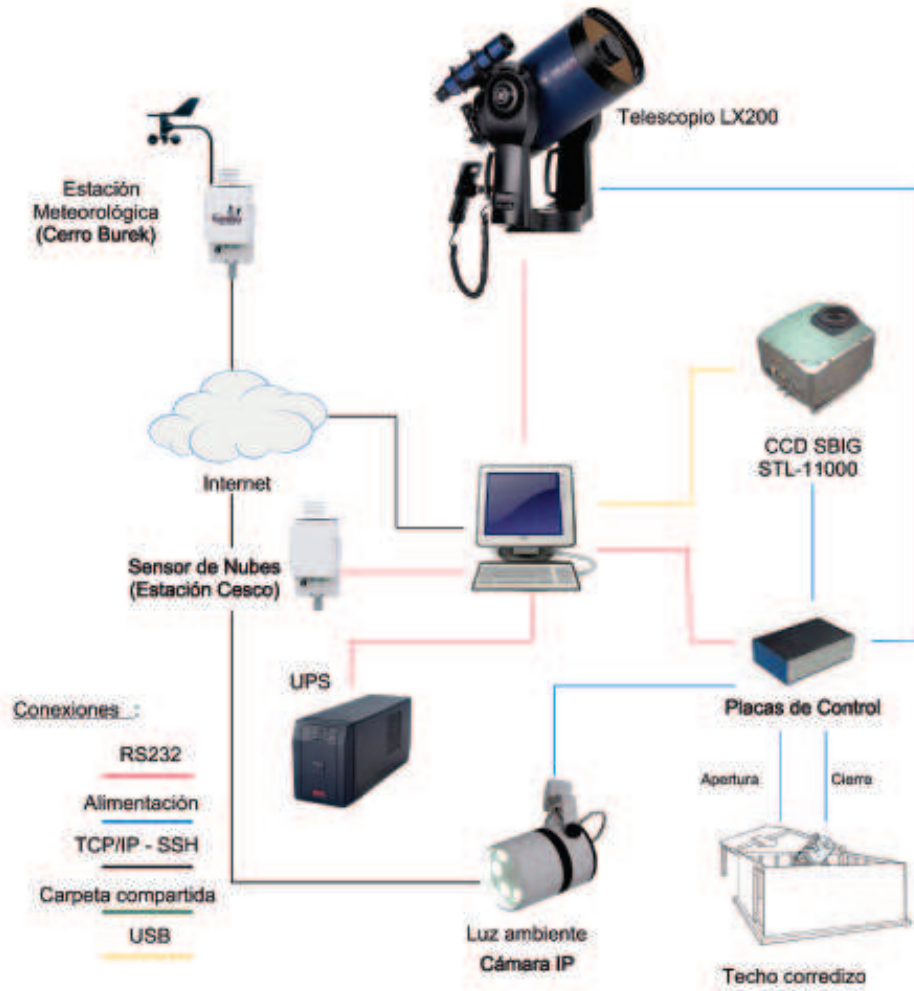 Telescopio LX200
Estación
Meteorológica
(Cerro Burek)
CCD SBIG
STL-11000
Internet
Sensor de Nubes
(Estación Cesco)
UPS
Placas de Control
Conexiones :
RS232
Alimentación
TCP/IP - SSH
Carpeta compartida
USB
Apertura
Cierre
Luz ambiente
Cámara IP
Techo corredizo